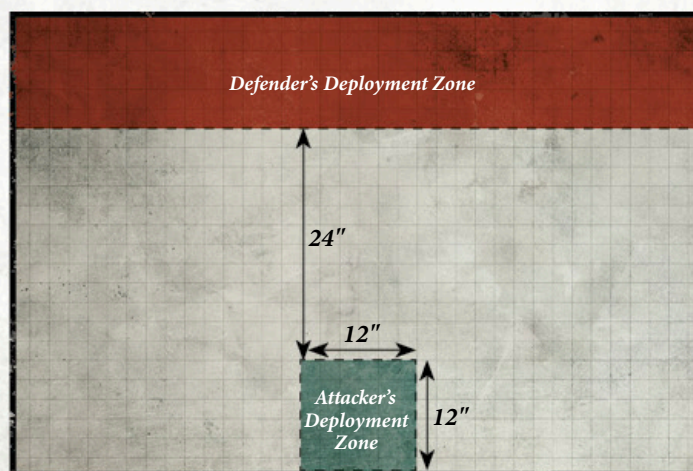 Defender's Deployment Zone
24"
12"
Attacker's
Deployment
Zone
12"